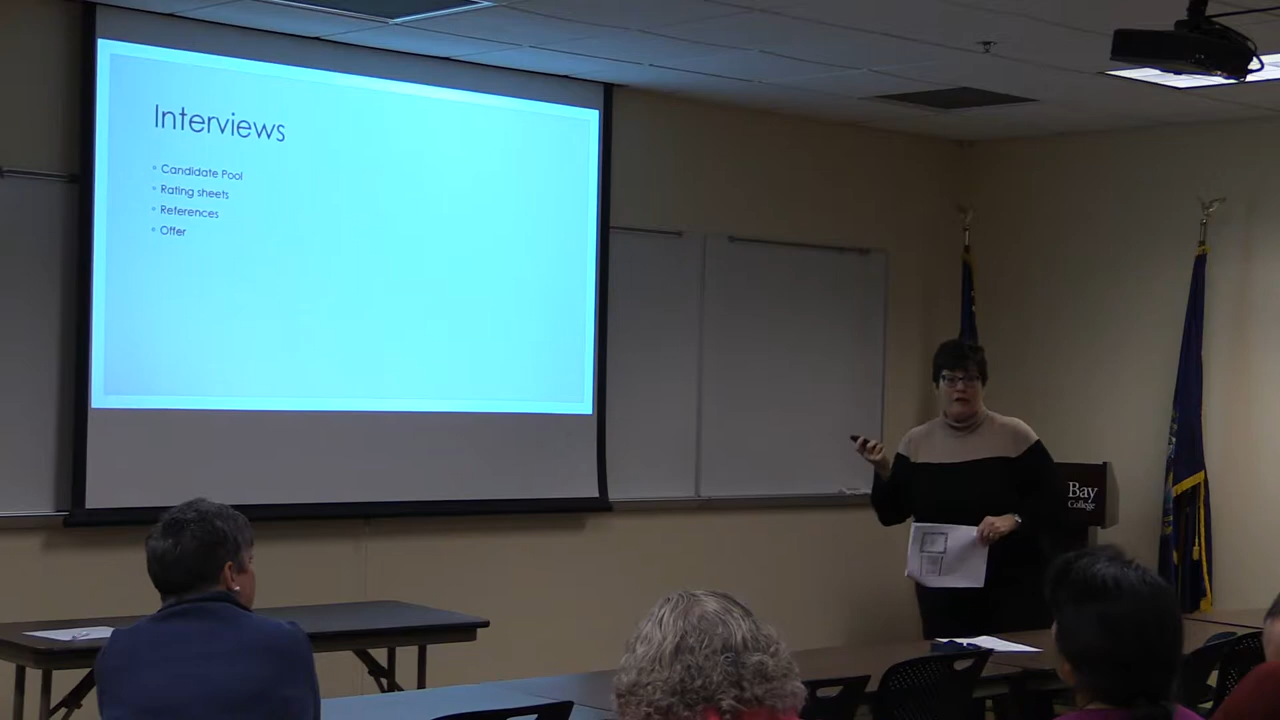 Interviews
Candidate Pool
Rating sheets
References
Offer
Bay
College